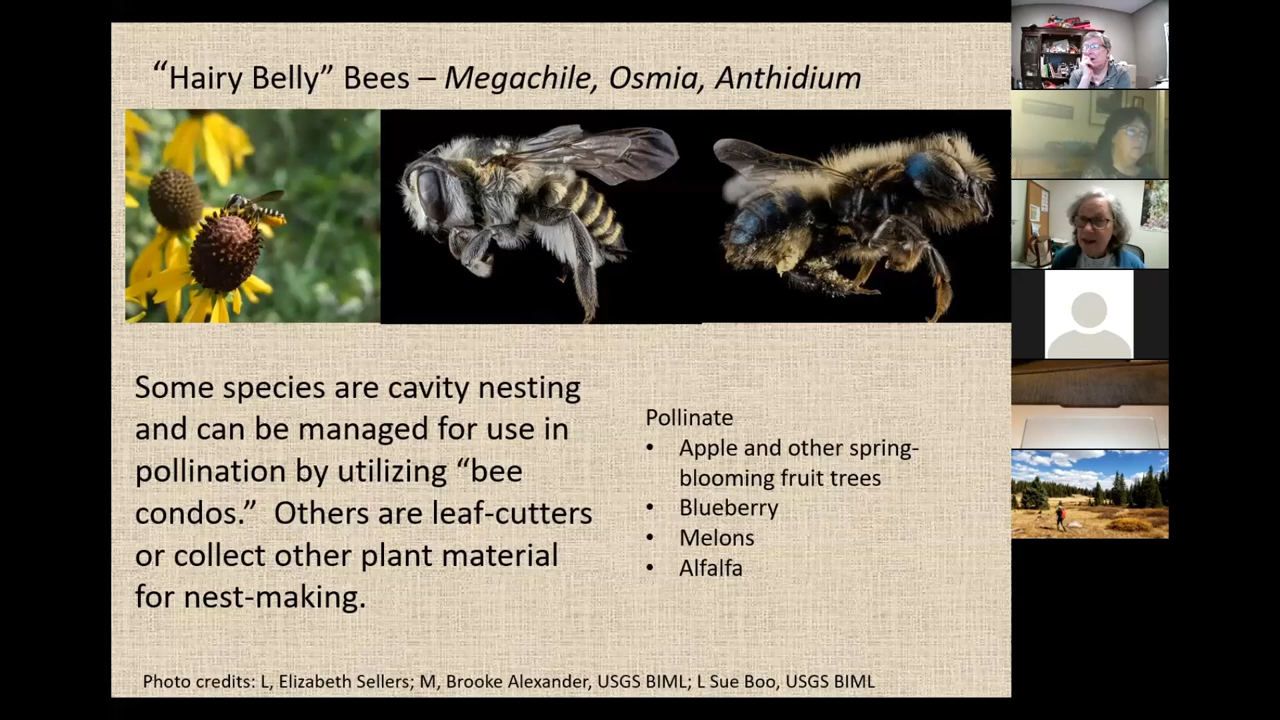 “Hairy Belly” Bees – Megachile, Osmia, Anthidium
Some species are cavity nesting
and can be managed for use in
pollination by utilizing “bee
condos.”  Others are leaf-cutters
or collect other plant material
for nest-making.
Pollinate
• Apple and other spring-
blooming fruit trees
• Blueberry
• Melons
• Alfalfa
Photo credits: L, Elizabeth Sellers; M, Brooke Alexander, USGS BIML; L Sue Boo, USGS BIML